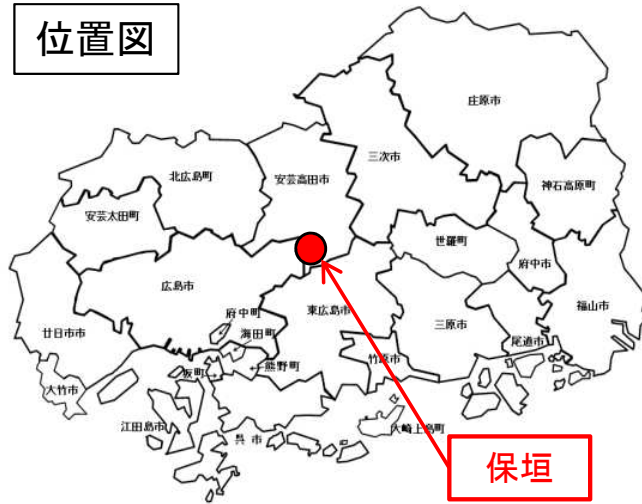 位置図
庄原市
三次市
北広島町
安芸高田市
神石高原町
安芸太田町
世羅町
府中市
広島市
福山市
東広島市
三原市
府中町
尾道市
廿日市市
海田町
竹原市
熊野町
坂町
大竹市
江田島市
大崎上島町
呉市
保垣